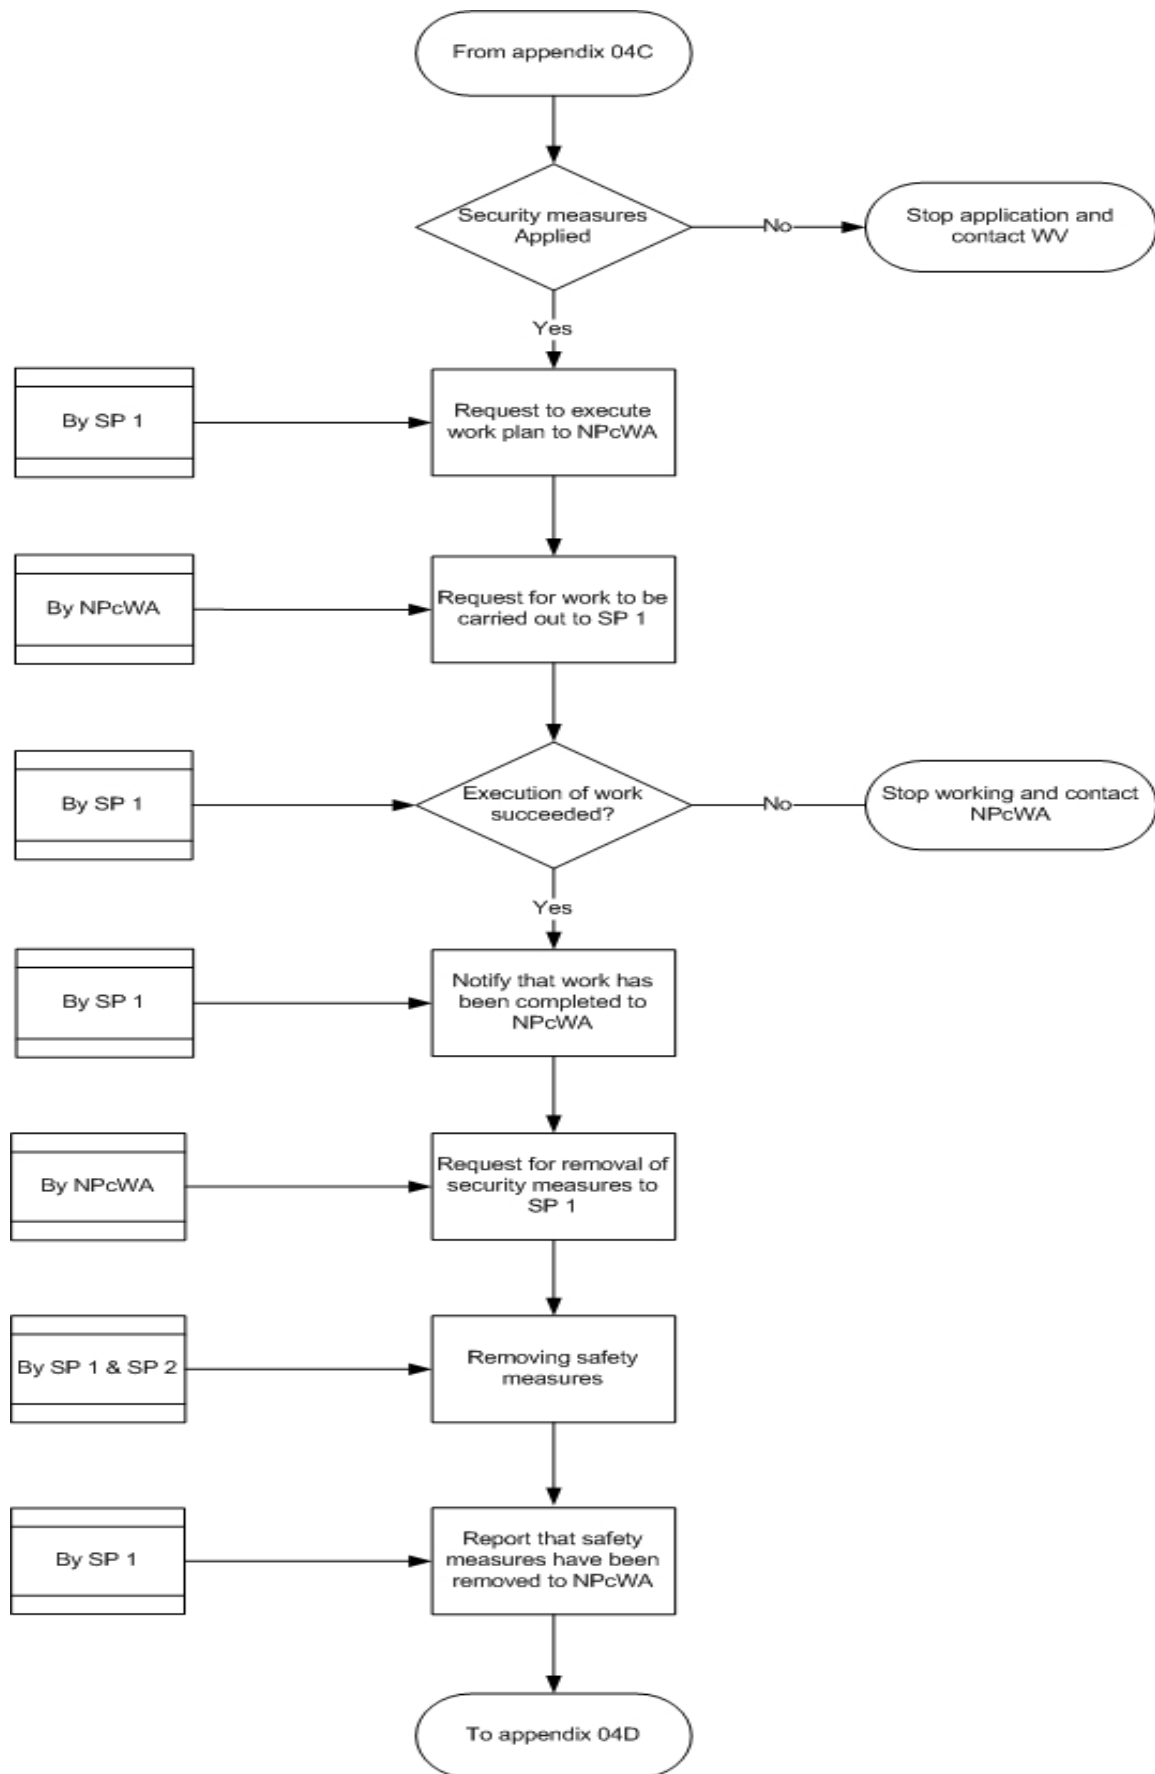 From appendix 04C
Security measures
Applied
No
Stop application and
contact WV
Yes
By SP 1
Request to execute
work plan to NPcWA
By NPcWA
Request for work to be
carried out to SP 1
By SP 1
Execution of work
succeeded?
No
Stop working and contact
NPcWA
Yes
By SP 1
Notify that work has
been completed to
NPcWA
By NPcWA
Request for removal of
security measures to
SP 1
By SP 1 & SP 2
Removing safety
measures
By SP 1
Report that safety
measures have been
removed to NPcWA
To appendix 04D